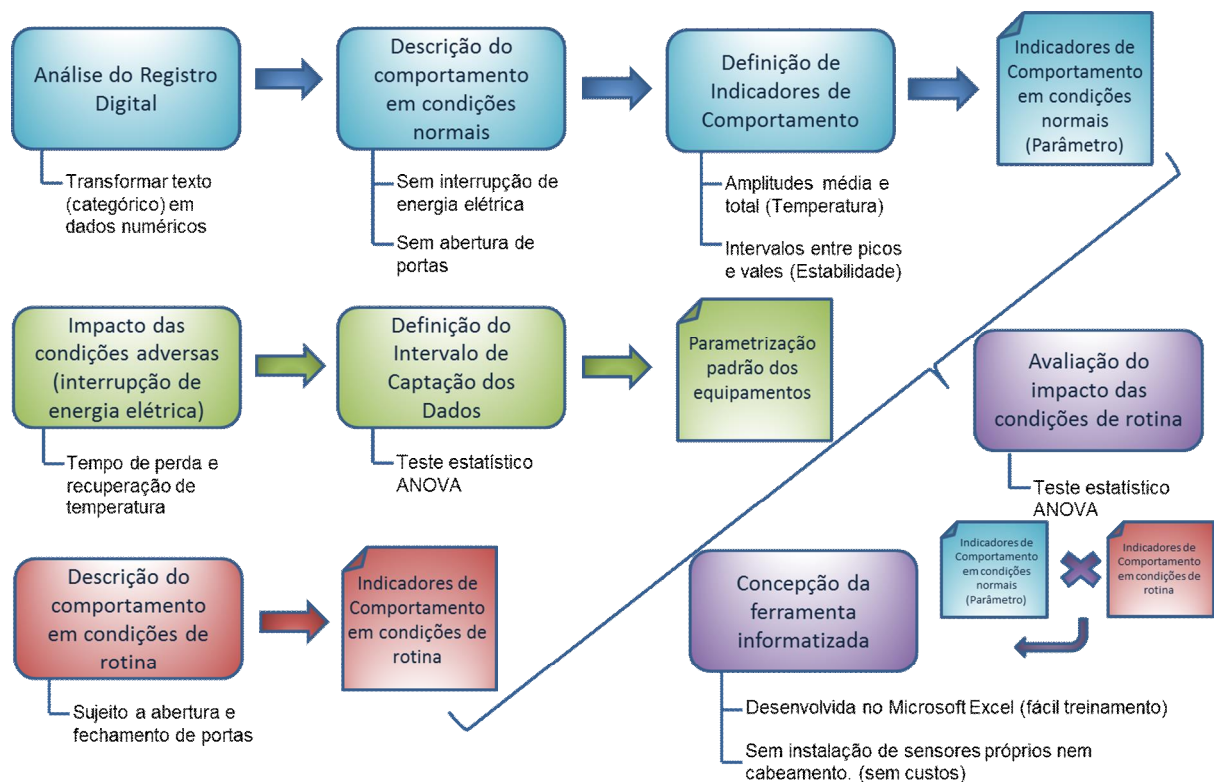 Análise do Registro
Digital
Transformar texto
(categórico) em
dados numéricos
Descrição do
comportamento
em condições
normais
Sem interrupção de
energia elétrica
Sem abertura de
portas
Definição de
Indicadores de
Comportamento
Amplitudes média e
total (Temperatura)
Intervalos entre picos
e vales (Estabilidade)
Indicadores de
Comportamento
em condições
normais
(Parâmetro)
Impacto das
condições adversas
(interrupção de
energia elétrica)
Tempo de perda e
recuperação de
temperatura
Definição do
Intervalo de
Captação dos
Dados
Teste estatístico
ANOVA
Parametrização
padrão dos
equipamentos
Avaliação do
impacto das
condições de rotina
Teste estatístico
ANOVA
Indicadores de
Comportamento
em condições
normais
(Parâmetro)
Indicadores de
Comportamento
em condições de
rotina
Descrição do
comportamento
em condições de
rotina
Sujeito a abertura e
fechamento de portas
Indicadores de
Comportamento
em condições de
rotina
Concepção da
ferramenta
informatizada
Desenvolvida no Microsoft Excel (fácil treinamento)
Sem instalação de sensores próprios nem
cabeamento. (sem custos)